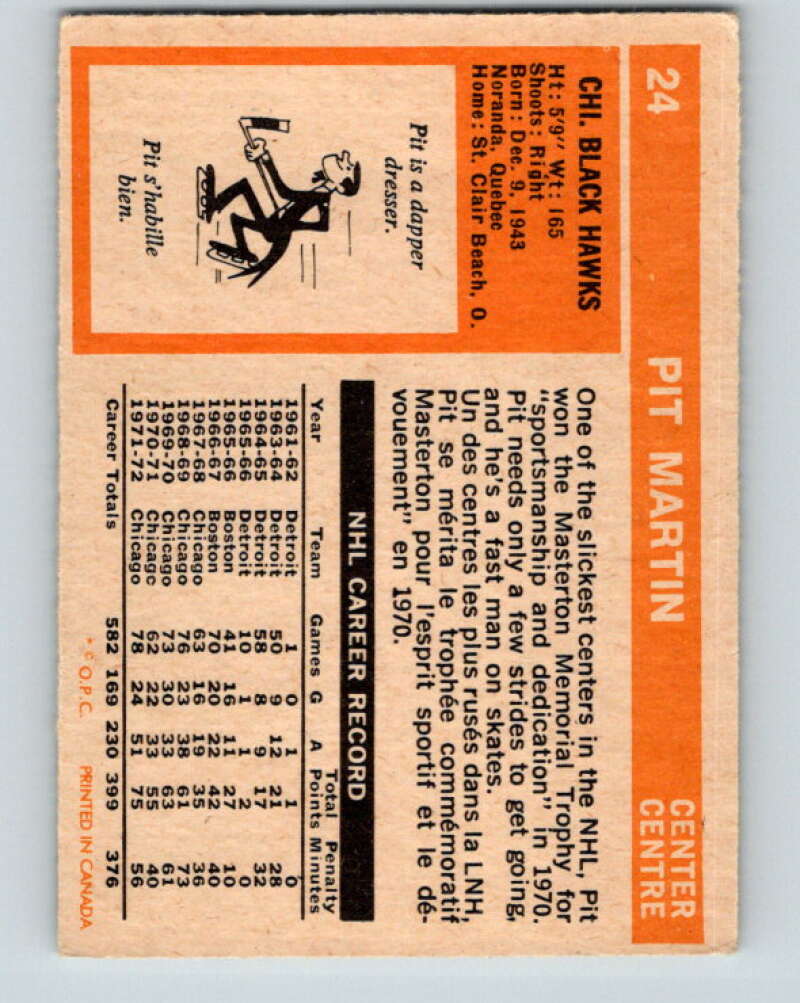 24 PIT MARTIN CENTER
CENTRE
CHI. BLACK HAWKS
Ht: 5'9" Wt: 165
Shoots: Right
Born: Dec. 9, 1943
Noranda, Quebec
Home: St. Clair Beach, O.
Pit is a dapper
dresser.
Pit s'habille
bien.
One of the slickest centers in the NHL, Pit
won the Masterton Memorial Trophy for
"sportsmanship and dedication" in 1970.
Pit needs only a few strides to get going,
and he's a fast man on skates.
Un des centres les plus rusés dans la LNH,
Pit se mérita le trophée commémoratif
Masterton pour l'esprit sportif et le dé-
vouement" en 1970.
NHL CAREER RECORD
Total Penalty
Year Team Games G A Points Minutes
1961-62 Detroit 1 0 1 1 0
1963-64 Detroit 50 9 12 21 28
1964-65 Detroit 58 8 9 17 32
1965-66 Detroit 10 1 1 2 0
1965-66 Boston 41 16 11 27 10
1966-67 Boston 70 20 22 42 40
1967-68 Chicago 63 16 19 35 36
1968-69 Chicago 76 23 38 61 73
1969-70 Chicago 73 30 33 63 61
1970-71 Chicago 62 22 33 55 40
1971-72 Chicago 78 24 51 75 56
Career Totals 582 169 230 399 376
* © O.P.C. PRINTED IN CANADA